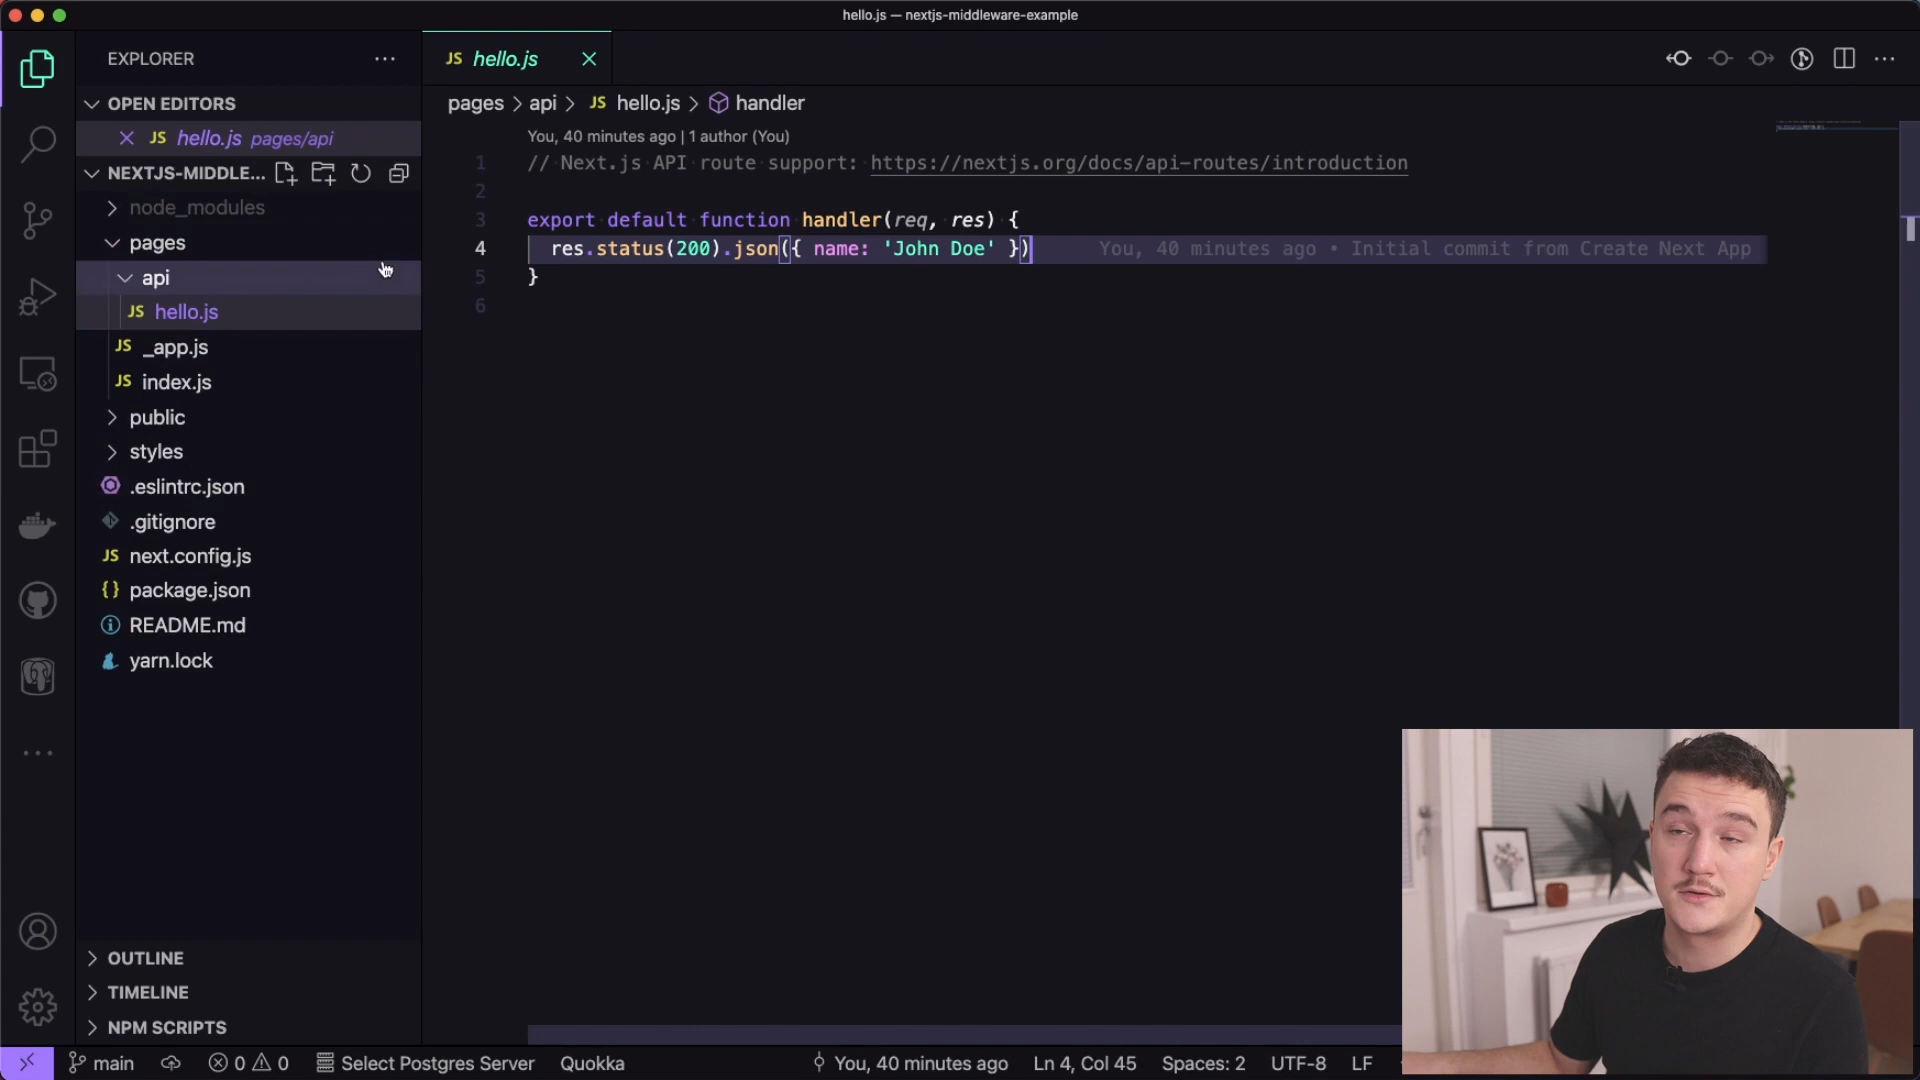 hello.js — nextjs-middleware-example
EXPLORER
JS hello.js
OPEN EDITORS
JS hello.js pages/api
NEXTJS-MIDDLE...
node_modules
pages
api
JS hello.js
JS _app.js
JS index.js
public
styles
.eslintrc.json
.gitignore
JS next.config.js
{} package.json
README.md
yarn.lock
OUTLINE
TIMELINE
NPM SCRIPTS
pages > api > JS hello.js > handler
You, 40 minutes ago | 1 author (You)
1 // Next.js API route support: https://nextjs.org/docs/api-routes/introduction
2
3 export default function handler(req, res) {
4 res.status(200).json({ name: 'John Doe' }) You, 40 minutes ago • Initial commit from Create Next App
5 }
6
main 0 0 Select Postgres Server Quokka You, 40 minutes ago Ln 4, Col 45 Spaces: 2 UTF-8 LF